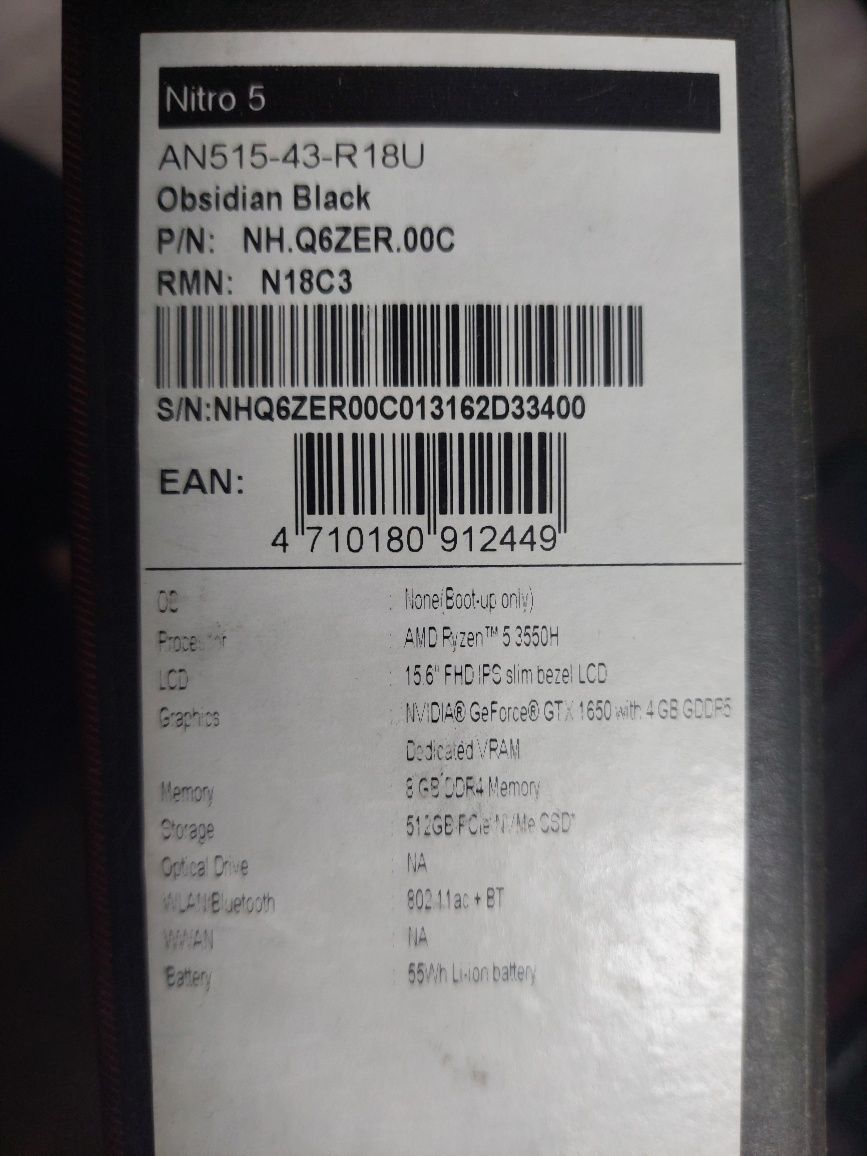 Nitro 5
AN515-43-R18U
Obsidian Black
P/N: NH.Q6ZER.00C
RMN: N18C3
S/N:NHQ6ZER00C013162D33400
EAN:
4 710180 912449
OS : None(Boot-up only)
Processor : AMD Ryzen™ 5 3550H
LCD : 15.6" FHD IPS slim bezel LCD
Graphics : NVIDIA® GeForce® GTX 1650 with 4 GB GDDR5
Dedicated VRAM
Memory : 8 GB DDR4 Memory
Storage : 512GB PCIe NVMe SSD*
Optical Drive : NA
WLAN/Bluetooth : 802.11ac + BT
WWAN : NA
Battery : 55Wh Li-ion battery